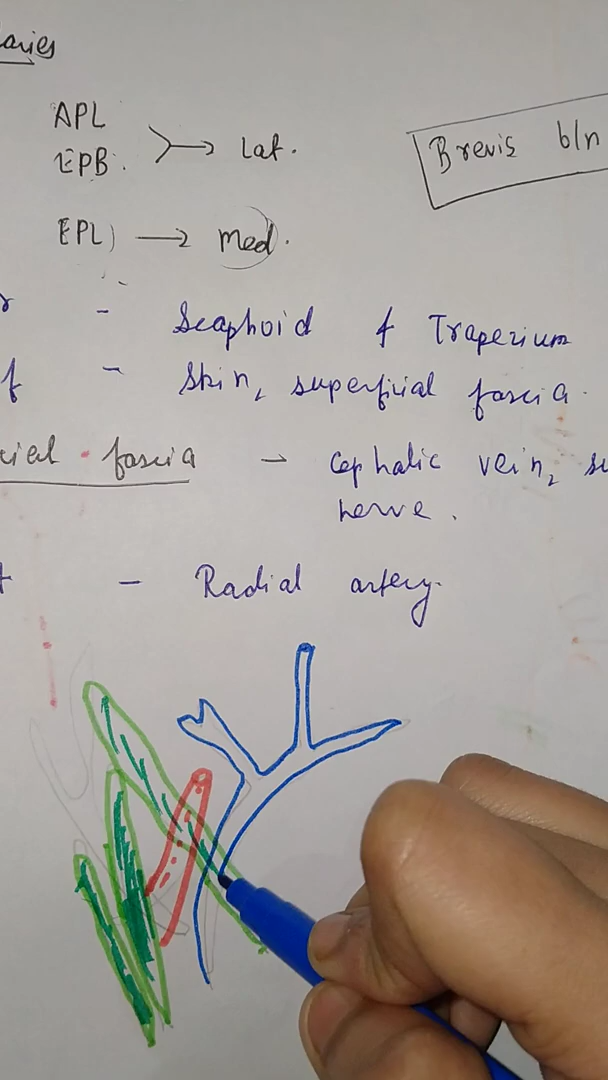 aries
APL
EPB. → Lat.
Brevis b/n
EPL) → Med.
r - Scaphoid & Trapezium
f - Skin, superficial fascia.
cial fascia - Cephalic vein, su
nerve.
t - Radial artery.